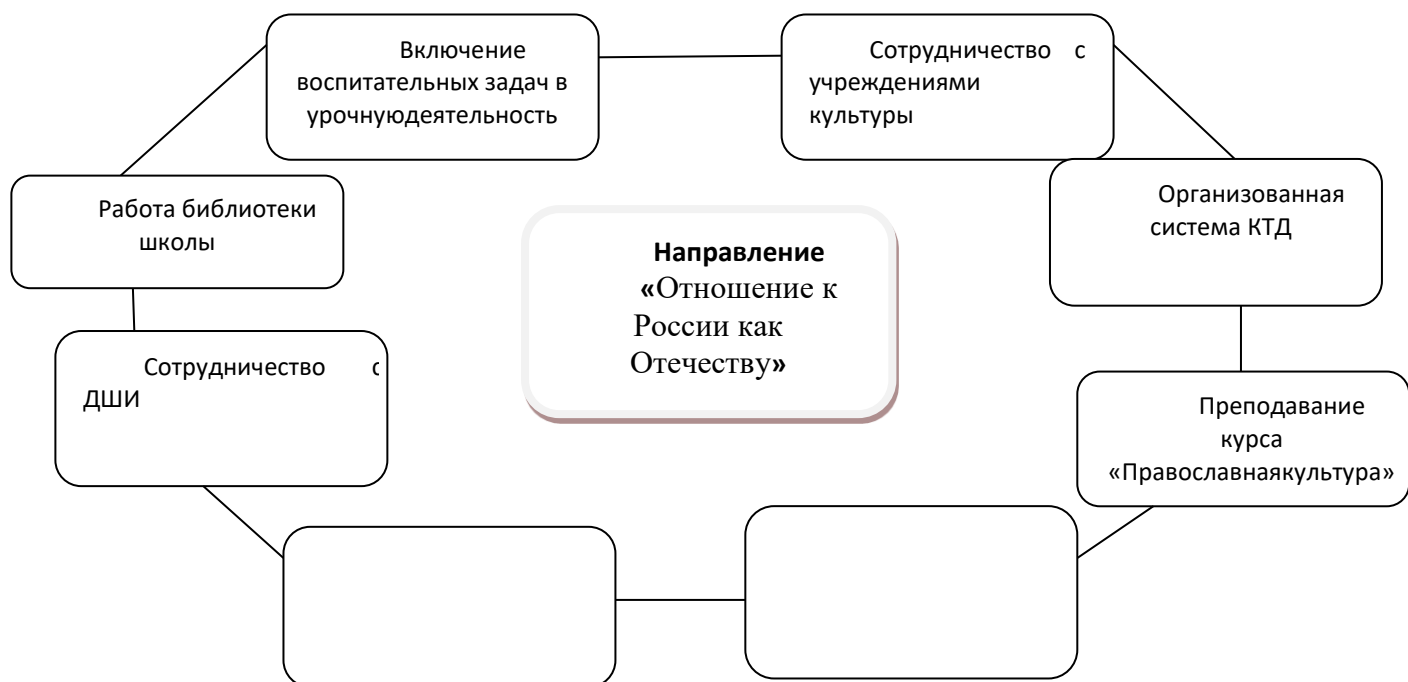 Включение
воспитательных задач в
урочнуюдеятельность
Сотрудничество с
учреждениями
культуры
Работа библиотеки
школы
Организованная
система КТД
Направление
«Отношение к
России как
Отечеству»
Сотрудничество с
ДШИ
Преподавание
курса
«Православнаякультура»